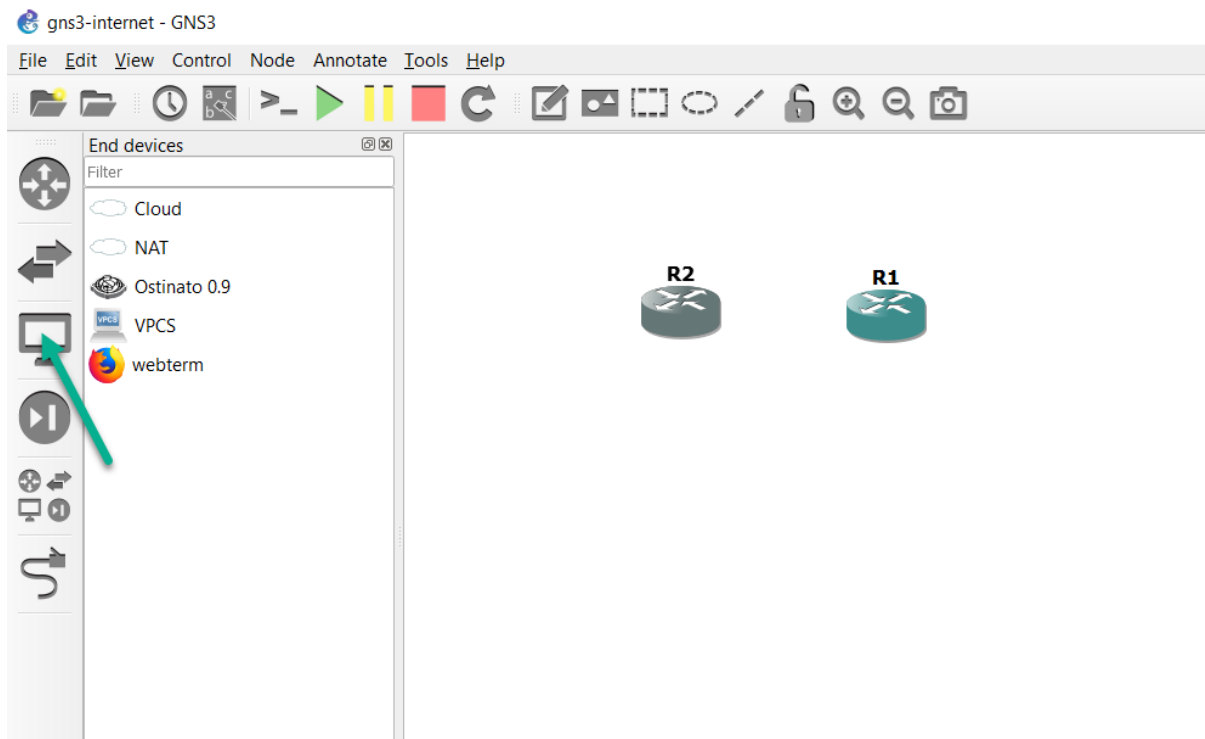 gns3-internet - GNS3
File Edit View Control Node Annotate Tools Help
End devices
Filter
Cloud
NAT
Ostinato 0.9
VPCS
VPCS
webterm
R2
R1